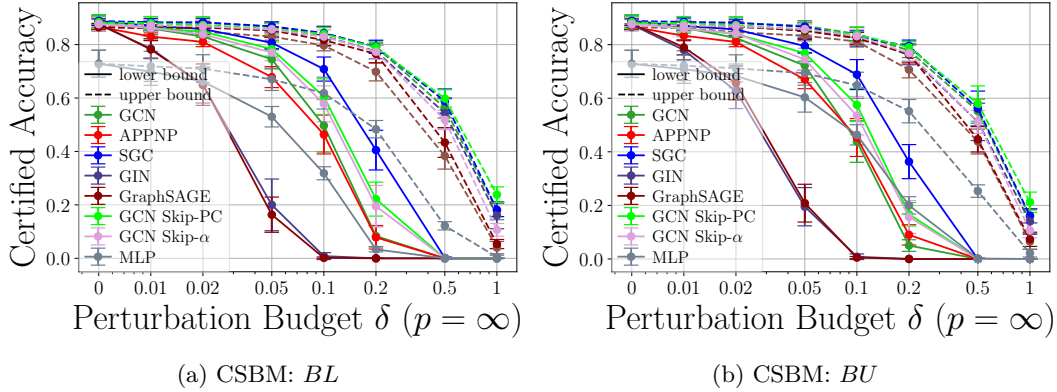 Certified Accuracy
0.8
0.6
0.4
0.2
0.0
lower bound
upper bound
GCN
APPNP
SGC
GIN
GraphSAGE
GCN Skip-PC
GCN Skip-α
MLP
0 0.01 0.02 0.05 0.1 0.2 0.5 1
Perturbation Budget δ (p = ∞)
(a) CSBM: BL
Certified Accuracy
0.8
0.6
0.4
0.2
0.0
lower bound
upper bound
GCN
APPNP
SGC
GIN
GraphSAGE
GCN Skip-PC
GCN Skip-α
MLP
0 0.01 0.02 0.05 0.1 0.2 0.5 1
Perturbation Budget δ (p = ∞)
(b) CSBM: BU